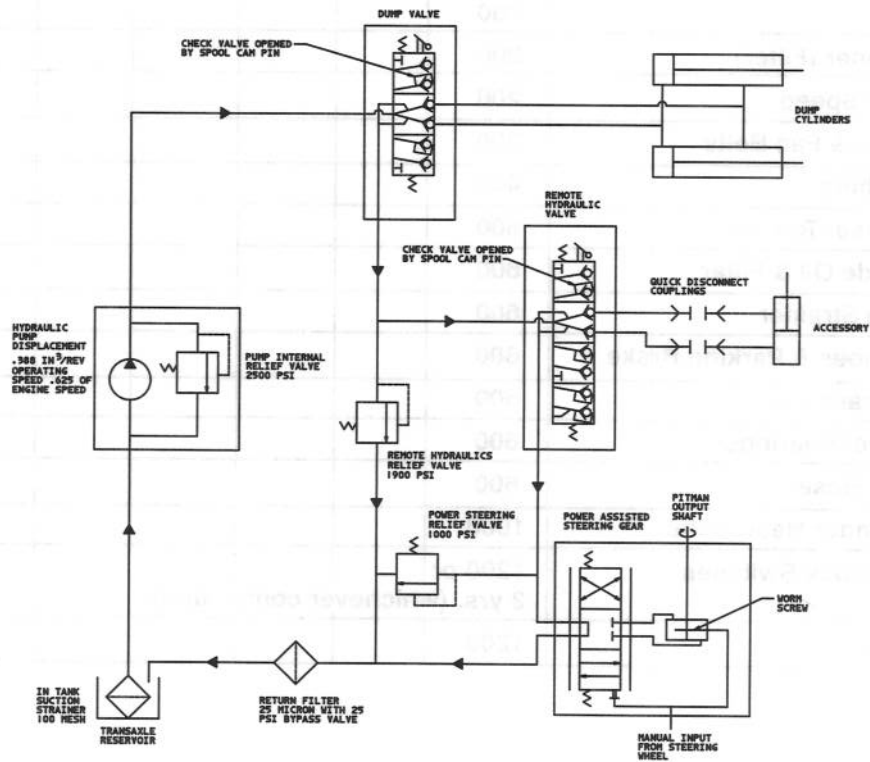 DUMP VALVE
CHECK VALVE OPENED
BY SPOOL CAM PIN
DUMP
CYLINDERS
REMOTE
HYDRAULIC
VALVE
CHECK VALVE OPENED
BY SPOOL CAM PIN
QUICK DISCONNECT
COUPLINGS
ACCESSORY
HYDRAULIC
PUMP
DISPLACEMENT
.388 IN³/REV
OPERATING
SPEED .625 OF
ENGINE SPEED
PUMP INTERNAL
RELIEF VALVE
2500 PSI
REMOTE HYDRAULICS
RELIEF VALVE
1900 PSI
POWER STEERING
RELIEF VALVE
1000 PSI
POWER ASSISTED
STEERING GEAR
PITMAN
OUTPUT
SHAFT
WORM
SCREW
IN TANK
SUCTION
STRAINER
100 MESH
TRANSAXLE
RESERVOIR
RETURN FILTER
25 MICRON WITH 25
PSI BYPASS VALVE
MANUAL INPUT
FROM STEERING
WHEEL